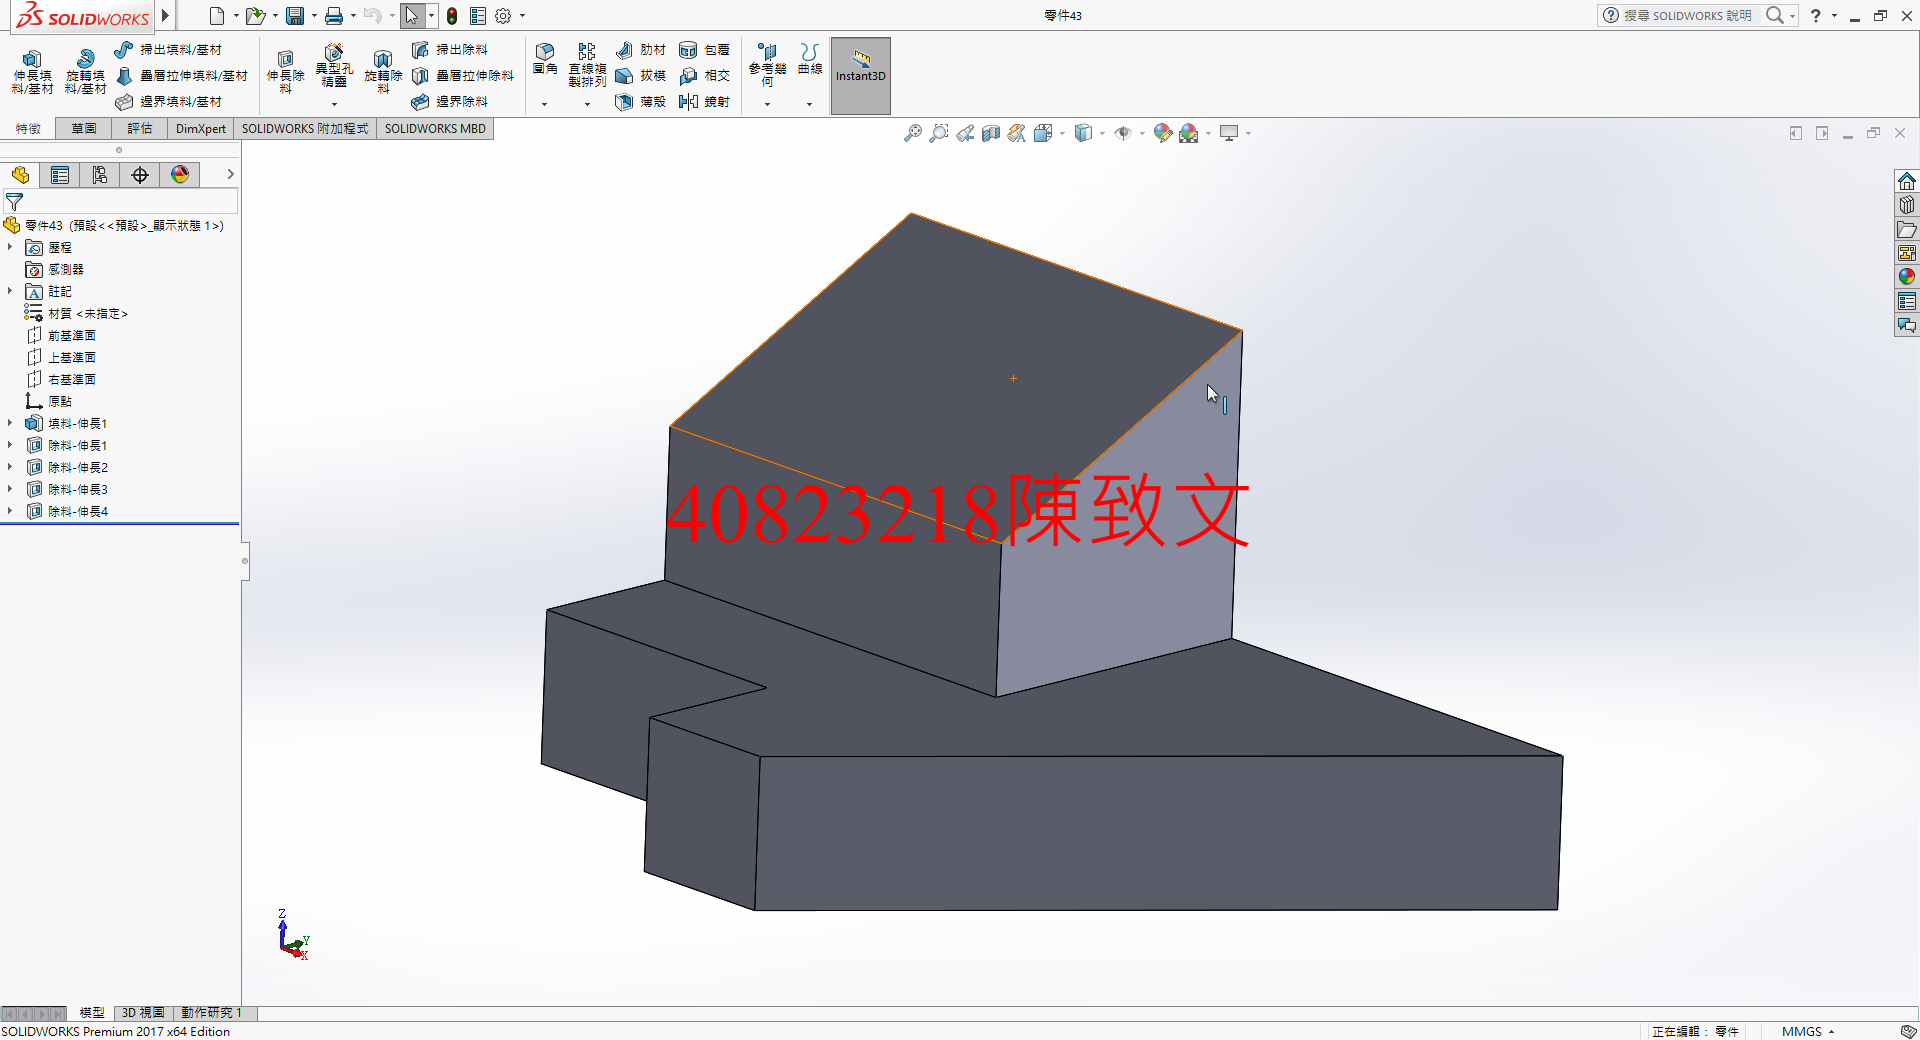 SOLIDWORKS
零件43
搜尋 SOLIDWORKS 說明
伸長填
料/基材
旋轉填
料/基材
掃出填料/基材
疊層拉伸填料/基材
邊界填料/基材
伸長除
料
異型孔
精靈
旋轉除
料
掃出除料
疊層拉伸除料
邊界除料
圓角
直線複
製排列
肋材
拔模
薄殼
包覆
相交
鏡射
參考幾
何
曲線
Instant3D
特徵
草圖
評估
DimXpert
SOLIDWORKS 附加程式
SOLIDWORKS MBD
零件43 (預設<<預設>_顯示狀態 1>)
歷程
感測器
註記
材質 <未指定>
前基準面
上基準面
右基準面
原點
填料-伸長1
除料-伸長1
除料-伸長2
除料-伸長3
除料-伸長4
40823218陳致文
Z
Y
X
模型
3D 視圖
動作研究 1
SOLIDWORKS Premium 2017 x64 Edition
正在編輯： 零件
MMGS